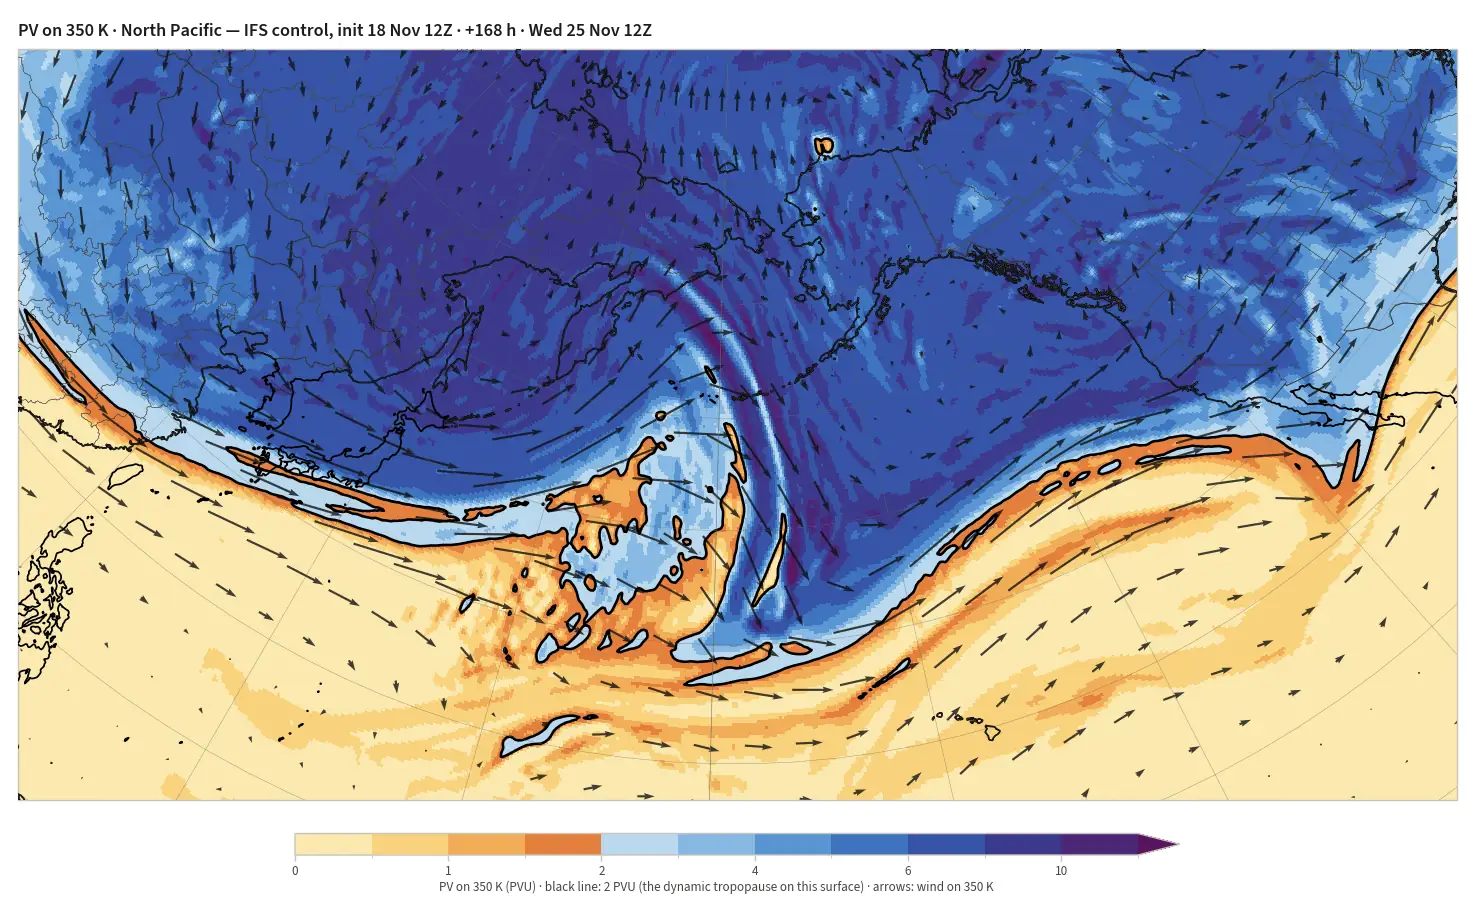 PV on 350 K · North Pacific — IFS control, init 18 Nov 12Z · +168 h · Wed 25 Nov 12Z
0 1 2 4 6 10
PV on 350 K (PVU) · black line: 2 PVU (the dynamic tropopause on this surface) · arrows: wind on 350 K